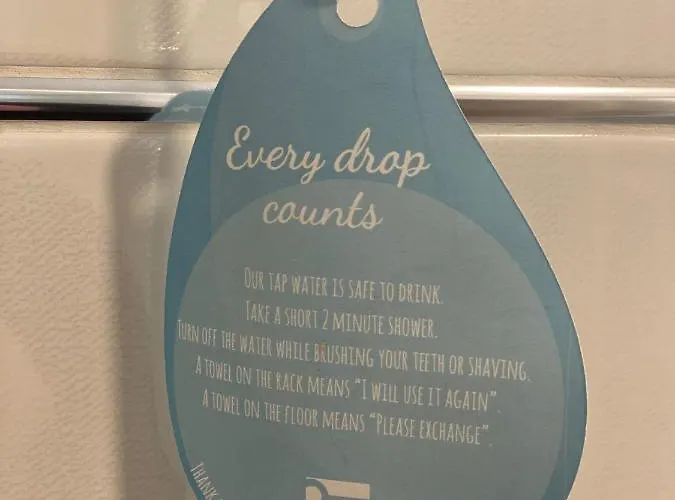 Every drop
counts
Our tap water is safe to drink.
Take a short 2 minute shower.
Turn off the water while brushing your teeth or shaving.
A towel on the rack means “I will use it again”.
A towel on the floor means “Please exchange”.
Thank